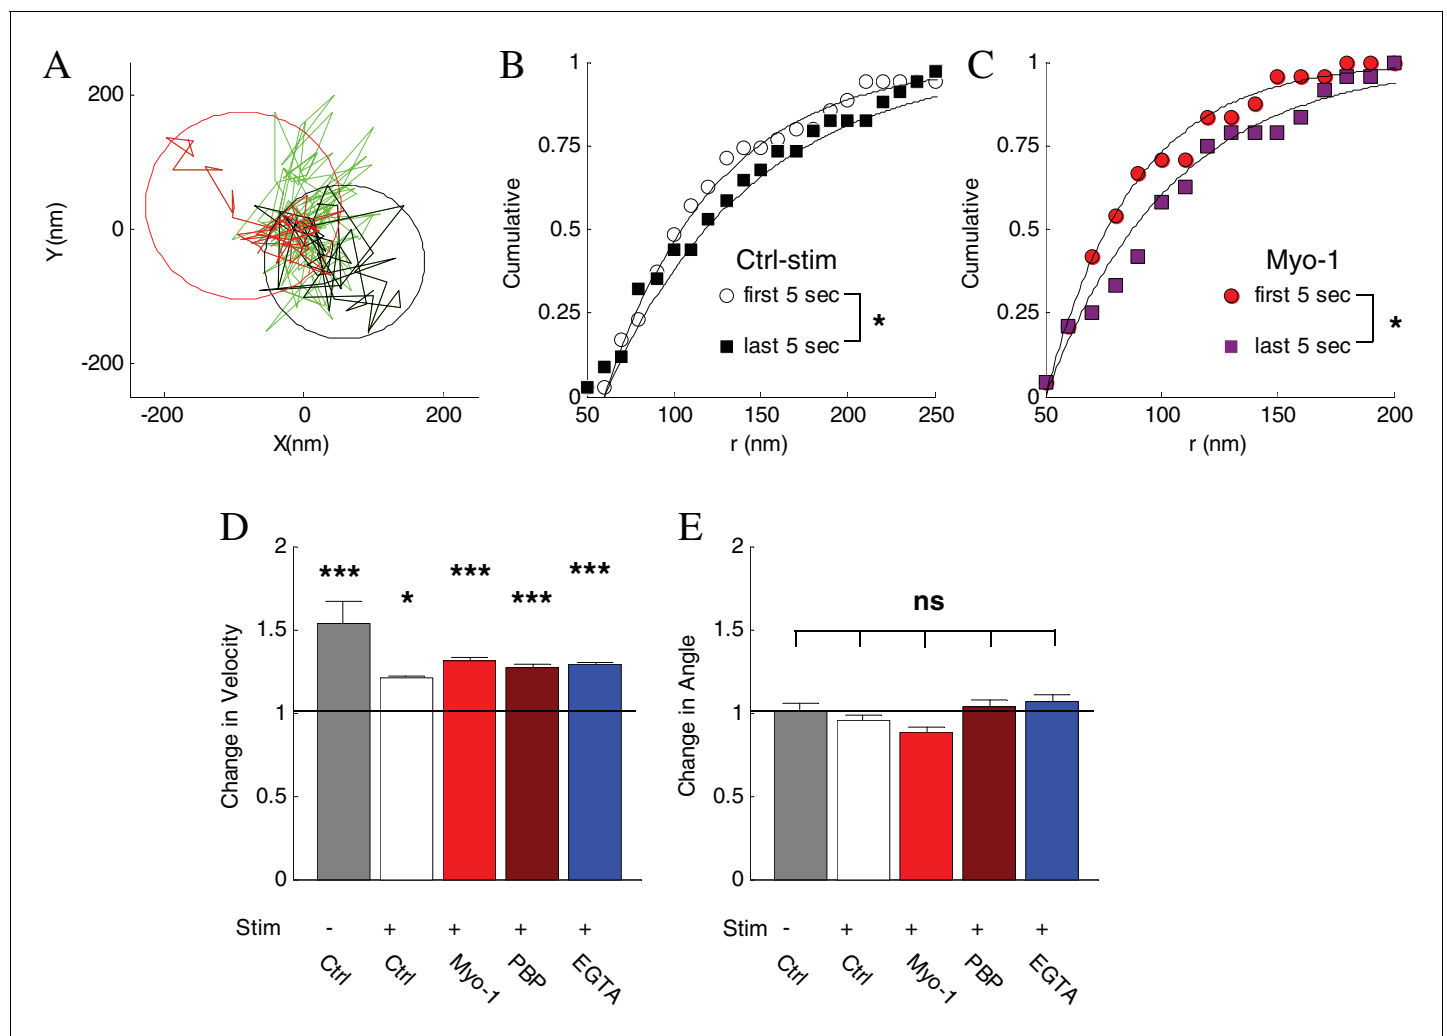 A
200
0
-200
Y(nm)
-200 0 200
X(nm)
B
1
0.75
0.5
0.25
0
Cumulative
Ctrl-stim
first 5 sec
*
last 5 sec
50 100 150 200 250
r (nm)
C
1
0.75
0.5
0.25
0
Cumulative
Myo-1
first 5 sec
*
last 5 sec
50 100 150 200
r (nm)
D
2
1.5
1
0.5
0
Change in Velocity
*** * *** *** ***
Stim - + + + +
Ctrl Ctrl Myo-1 PBP EGTA
E
2
1.5
1
0.5
0
Change in Angle
ns
Stim - + + + +
Ctrl Ctrl Myo-1 PBP EGTA